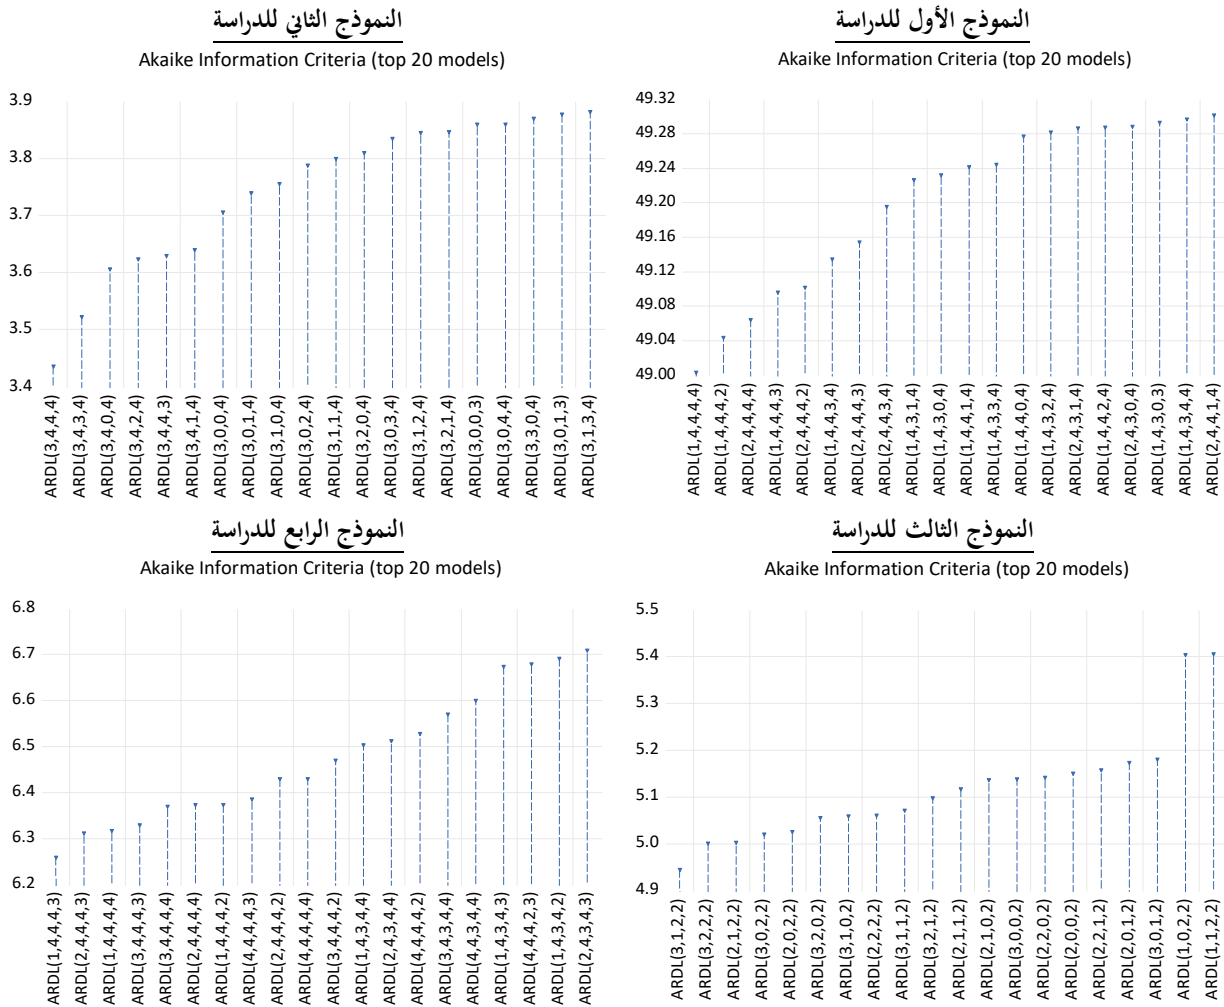 النموذج الأول للدراسة
Akaike Information Criteria (top 20 models)
49.32
49.28
49.24
49.20
49.16
49.12
49.08
49.04
49.00
ARDL(1,4,4,4,4)
ARDL(1,4,4,4,2)
ARDL(2,4,4,4,4)
ARDL(1,4,4,4,3)
ARDL(2,4,4,4,2)
ARDL(1,4,4,3,4)
ARDL(2,4,4,4,3)
ARDL(2,4,4,3,4)
ARDL(1,4,3,1,4)
ARDL(1,4,3,0,4)
ARDL(1,4,4,1,4)
ARDL(1,4,3,3,4)
ARDL(1,4,4,0,4)
ARDL(1,4,3,2,4)
ARDL(2,4,3,1,4)
ARDL(1,4,4,2,4)
ARDL(2,4,3,0,4)
ARDL(1,4,3,0,3)
ARDL(1,4,3,4,4)
ARDL(2,4,4,1,4)
النموذج الثاني للدراسة
Akaike Information Criteria (top 20 models)
3.9
3.8
3.7
3.6
3.5
3.4
ARDL(3,4,4,4)
ARDL(3,4,3,4)
ARDL(3,4,0,4)
ARDL(3,4,2,4)
ARDL(3,4,4,3)
ARDL(3,4,1,4)
ARDL(3,0,0,4)
ARDL(3,0,1,4)
ARDL(3,1,0,4)
ARDL(3,0,2,4)
ARDL(3,1,1,4)
ARDL(3,2,0,4)
ARDL(3,0,3,4)
ARDL(3,1,2,4)
ARDL(3,2,1,4)
ARDL(3,0,0,3)
ARDL(3,0,4,4)
ARDL(3,3,0,4)
ARDL(3,0,1,3)
ARDL(3,1,3,4)
النموذج الثالث للدراسة
Akaike Information Criteria (top 20 models)
5.5
5.4
5.3
5.2
5.1
5.0
4.9
ARDL(3,1,2,2)
ARDL(3,2,2,2)
ARDL(2,1,2,2)
ARDL(3,0,2,2)
ARDL(2,0,2,2)
ARDL(3,2,0,2)
ARDL(3,1,0,2)
ARDL(2,2,2,2)
ARDL(3,1,1,2)
ARDL(3,2,1,2)
ARDL(2,1,1,2)
ARDL(2,1,0,2)
ARDL(3,0,0,2)
ARDL(2,2,0,2)
ARDL(2,0,0,2)
ARDL(2,2,1,2)
ARDL(2,0,1,2)
ARDL(3,0,1,2)
ARDL(1,0,2,2)
ARDL(1,1,2,2)
النموذج الرابع للدراسة
Akaike Information Criteria (top 20 models)
6.8
6.7
6.6
6.5
6.4
6.3
6.2
ARDL(1,4,4,4,3)
ARDL(2,4,4,4,3)
ARDL(1,4,4,4,4)
ARDL(3,4,4,4,3)
ARDL(3,4,4,4,4)
ARDL(2,4,4,4,4)
ARDL(1,4,4,4,2)
ARDL(4,4,4,4,3)
ARDL(2,4,4,4,2)
ARDL(4,4,4,4,4)
ARDL(3,4,4,4,2)
ARDL(1,4,3,4,4)
ARDL(2,4,3,4,4)
ARDL(4,4,4,4,2)
ARDL(3,4,3,4,4)
ARDL(4,4,3,4,4)
ARDL(1,4,3,4,3)
ARDL(4,4,4,2,3)
ARDL(1,4,3,4,2)
ARDL(2,4,3,4,3)